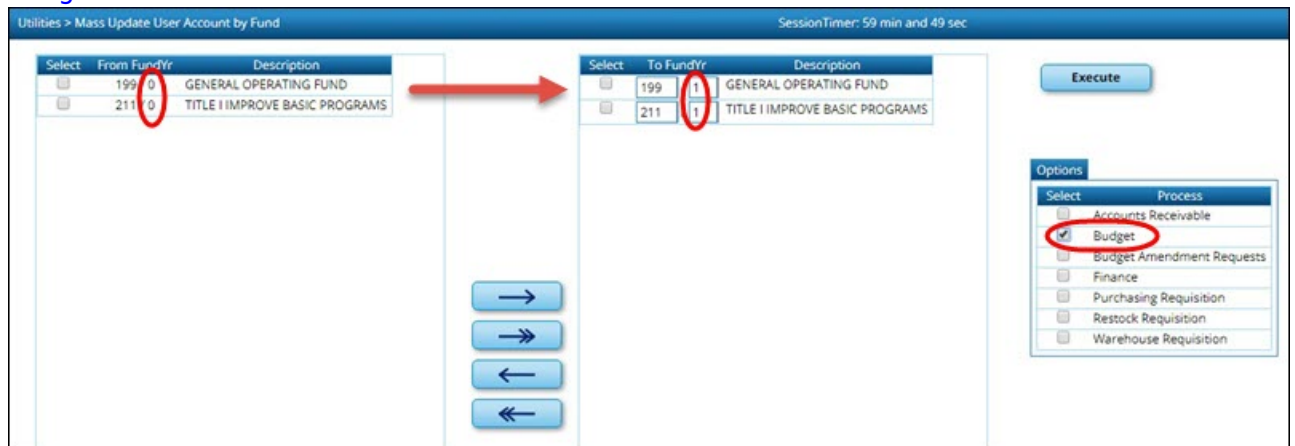 Utilities > Mass Update User Account by Fund SessionTimer: 59 min and 49 sec
Select From FundYr Description
199 / 0 GENERAL OPERATING FUND
211 / 0 TITLE I IMPROVE BASIC PROGRAMS
Select To FundYr Description
199 / 1 GENERAL OPERATING FUND
211 / 1 TITLE I IMPROVE BASIC PROGRAMS
Execute
Options
Select Process
Accounts Receivable
Budget
Budget Amendment Requests
Finance
Purchasing Requisition
Restock Requisition
Warehouse Requisition